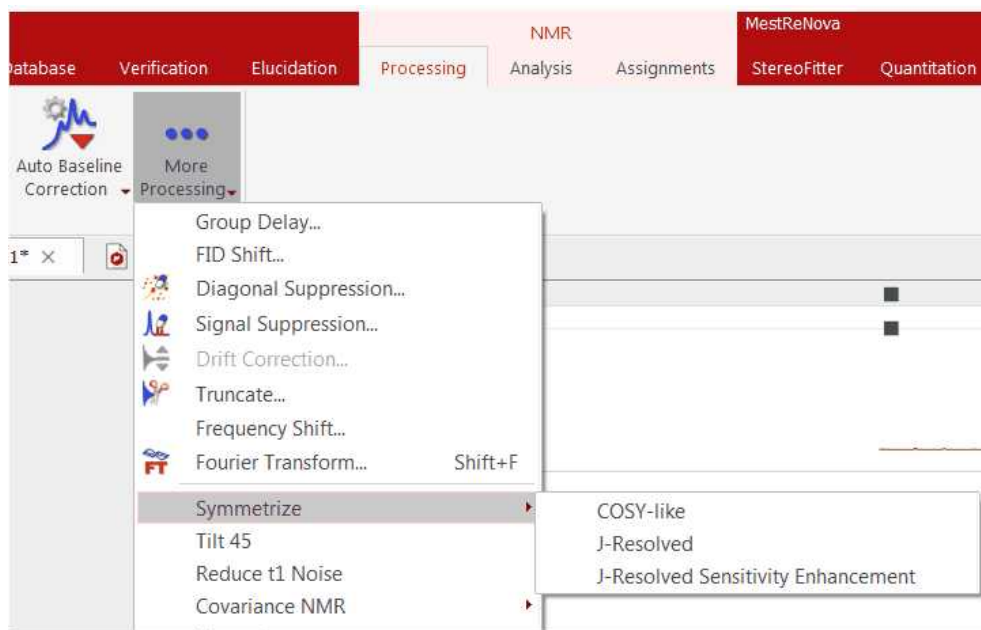 NMR
MestReNova
Verification
Elucidation
Processing
Analysis
Assignments
StereoFitter
Quantitation
Auto Baseline
Correction
More
Processing
1*
Group Delay...
FID Shift...
Diagonal Suppression...
Signal Suppression...
Drift Correction...
Truncate...
Frequency Shift...
FT
Fourier Transform... Shift+F
Symmetrize
COSY-like
Tilt 45
J-Resolved
Reduce t1 Noise
J-Resolved Sensitivity Enhancement
Covariance NMR